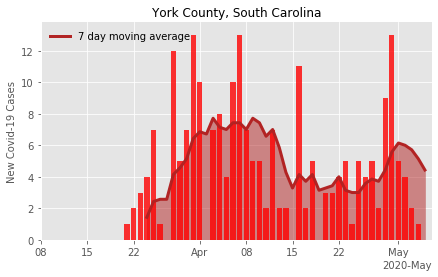 York County, South Carolina
7 day moving average
New Covid-19 Cases
12
10
8
6
4
2
0
08 15 22 Apr 08 15 22 May
2020-May